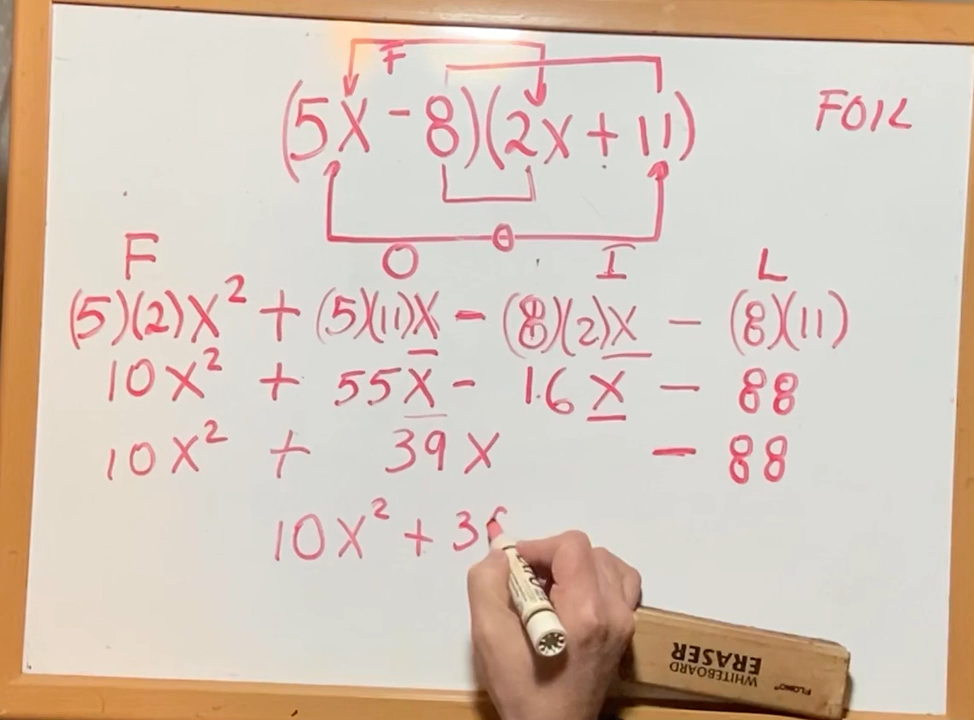 F
(5x - 8)(2x + 11)
FOIL
O
F O I L
(5)(2)x² + (5)(11)x - (8)(2)x - (8)(11)
10x² + 55x - 16x - 88
10x² + 39x - 88
10x² + 3
WHITEBOARD
ERASER
FLOMO®